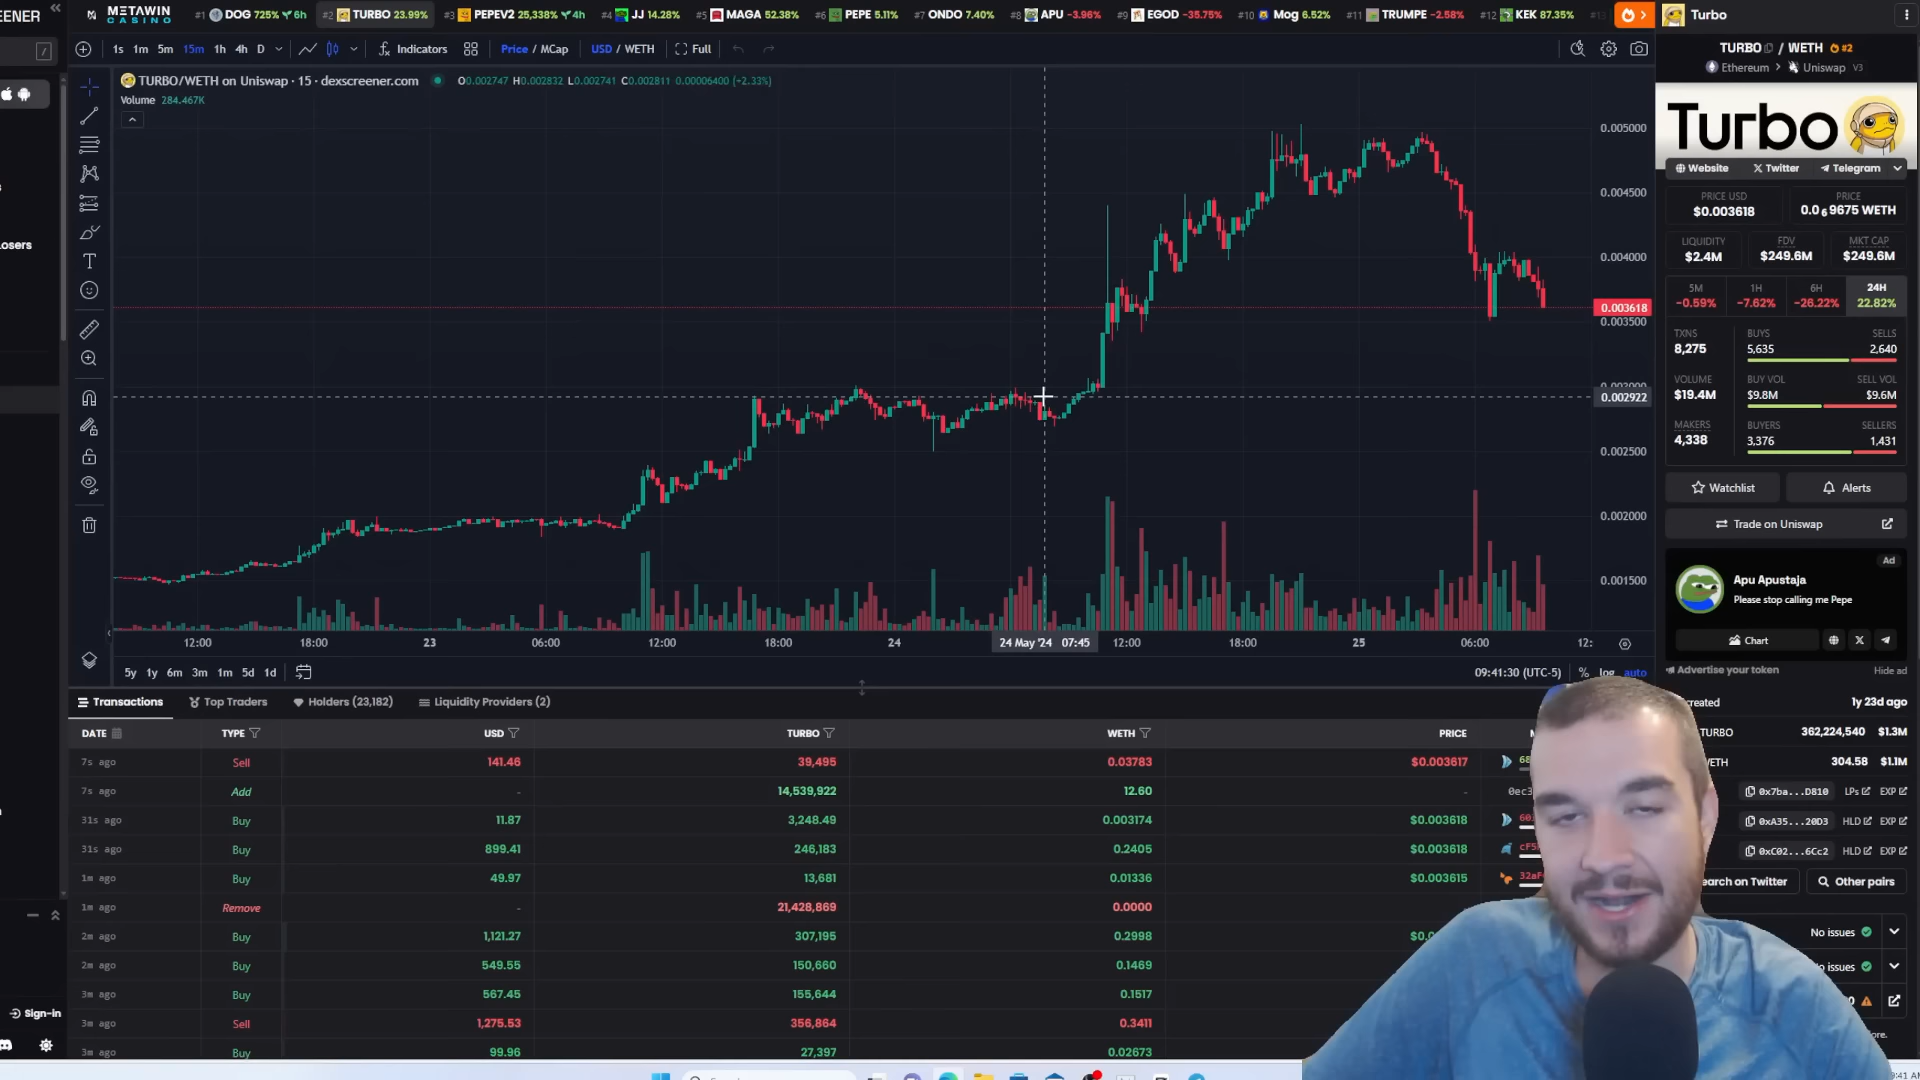 EENER
METAWIN
CASINO
#1 DOG 725% 6h
#2 TURBO 23.99%
#3 PEPEV2 25,338% 4h
#4 JJ 14.28%
#5 MAGA 52.38%
#6 PEPE 5.11%
#7 ONDO 7.40%
#8 APU -3.96%
#9 EGOD -35.75%
#10 Mog 6.52%
#11 TRUMPE -2.58%
#12 KEK 87.35%
Turbo
/
1s 1m 5m 15m 1h 4h D
Indicators
Price / MCap
USD / WETH
Full
TURBO / WETH #2
Ethereum > Uniswap V3
TURBO/WETH on Uniswap · 15 · dexscreener.com
O0.002747 H0.002832 L0.002741 C0.002811 0.00006400 (+2.33%)
Volume 284.467K
Turbo
Website Twitter Telegram
osers
PRICE USD
$0.003618
PRICE
0.0₆9675 WETH
LIQUIDITY
$2.4M
FDV
$249.6M
MKT CAP
$249.6M
5M
-0.59%
1H
-7.62%
6H
-26.22%
24H
22.82%
TXNS
8,275
BUYS
5,635
SELLS
2,640
VOLUME
$19.4M
BUY VOL
$9.8M
SELL VOL
$9.6M
MAKERS
4,338
BUYERS
3,376
SELLERS
1,431
Watchlist
Alerts
Trade on Uniswap
Ad
Apu Apustaja
Please stop calling me Pepe
Chart
Advertise your token
Hide ad
0.005000
0.004500
0.004000
0.003618
0.003500
0.002922
0.002500
0.002000
0.001500
12:00 18:00 23 06:00 12:00 18:00 24 24 May '24 07:45 12:00 18:00 25 06:00 12:
5y 1y 6m 3m 1m 5d 1d
09:41:30 (UTC-5) % log auto
Transactions
Top Traders
Holders (23,182)
Liquidity Providers (2)
DATE TYPE USD TURBO WETH PRICE
7s ago Sell 141.46 39,495 0.03783 $0.003617
7s ago Add - 14,539,922 12.60 - 0ec3
31s ago Buy 11.87 3,248.49 0.003174 $0.003618
31s ago Buy 899.41 246,183 0.2405 $0.003618
1m ago Buy 49.97 13,681 0.01336 $0.003615
1m ago Remove - 21,428,869 0.0000
2m ago Buy 1,121.27 307,195 0.2998
2m ago Buy 549.55 150,660 0.1469
3m ago Buy 567.45 155,644 0.1517
3m ago Sell 1,275.53 356,864 0.3411
3m ago Buy 99.96 27,397 0.02673
created 1y 23d ago
TURBO 362,224,540 $1.3M
WETH 304.58 $1.1M
0x7ba...D810 LPs EXP
0xA35...20D3 HLD EXP
0xC02...6Cc2 HLD EXP
earch on Twitter
Other pairs
No issues
o issues
Sign-in